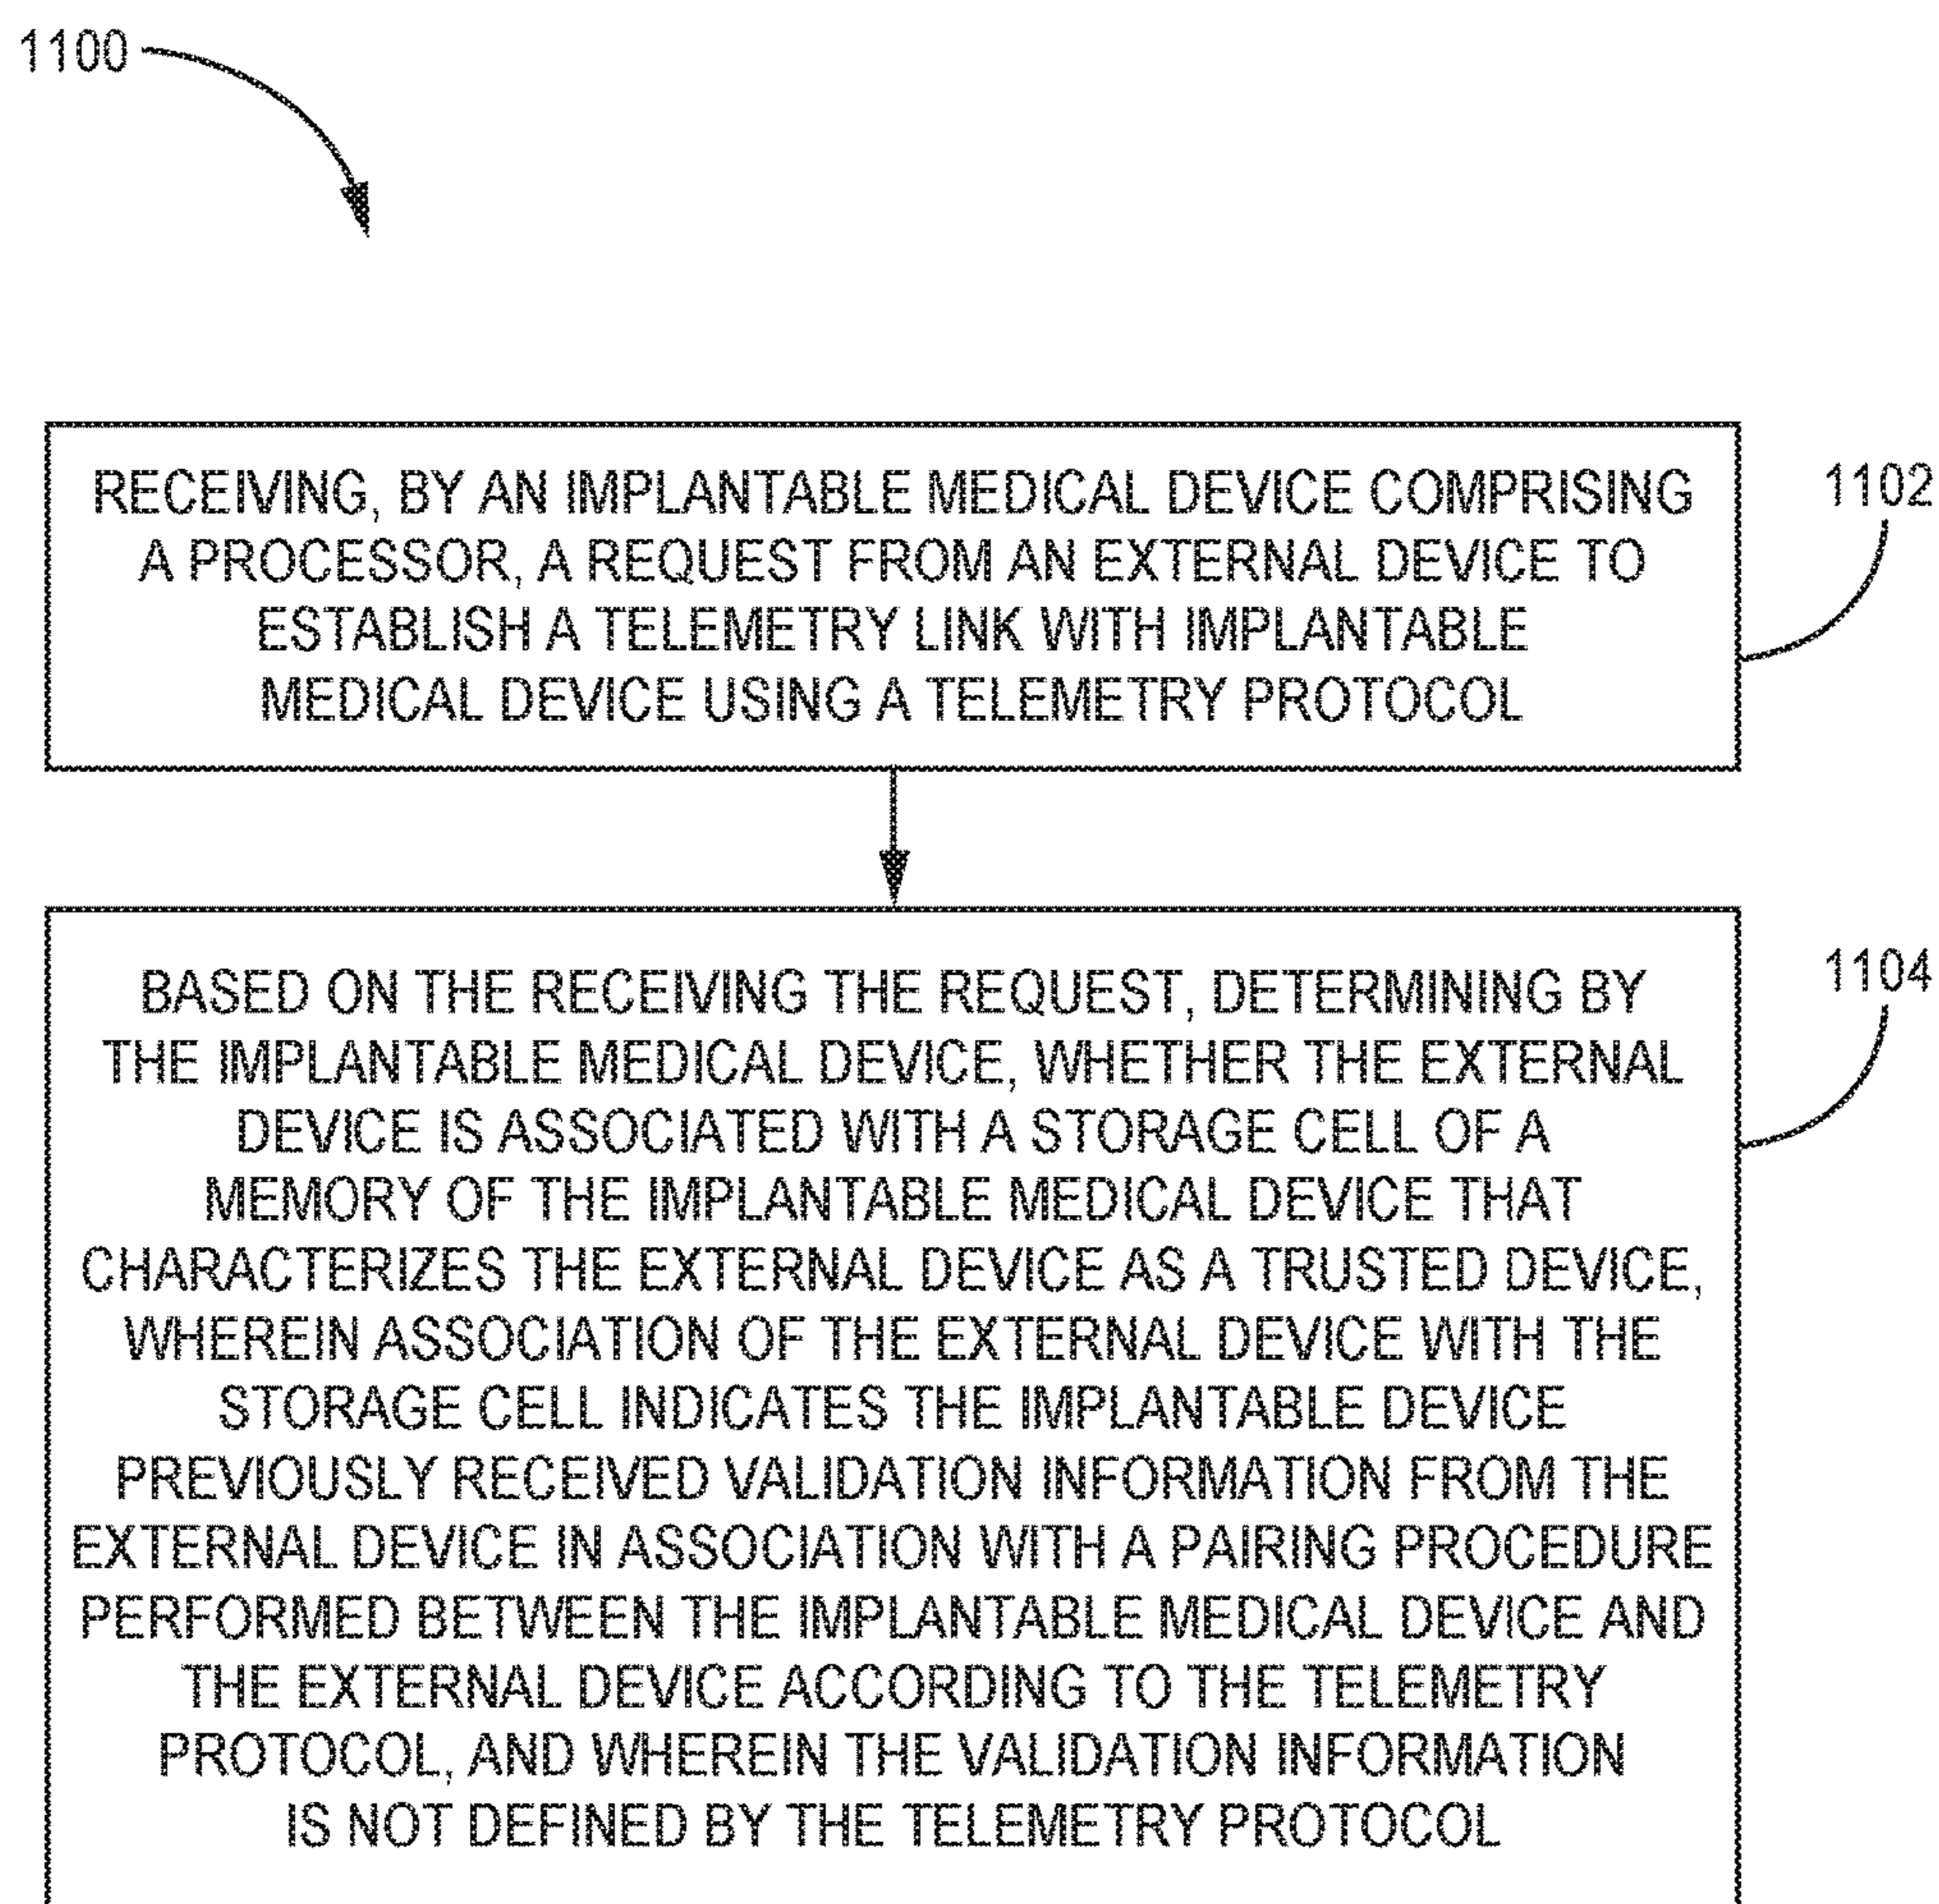 1100
RECEIVING, BY AN IMPLANTABLE MEDICAL DEVICE COMPRISING
A PROCESSOR, A REQUEST FROM AN EXTERNAL DEVICE TO
ESTABLISH A TELEMETRY LINK WITH IMPLANTABLE
MEDICAL DEVICE USING A TELEMETRY PROTOCOL
1102
BASED ON THE RECEIVING THE REQUEST, DETERMINING BY
THE IMPLANTABLE MEDICAL DEVICE, WHETHER THE EXTERNAL
DEVICE IS ASSOCIATED WITH A STORAGE CELL OF A
MEMORY OF THE IMPLANTABLE MEDICAL DEVICE THAT
CHARACTERIZES THE EXTERNAL DEVICE AS A TRUSTED DEVICE,
WHEREIN ASSOCIATION OF THE EXTERNAL DEVICE WITH THE
STORAGE CELL INDICATES THE IMPLANTABLE DEVICE
PREVIOUSLY RECEIVED VALIDATION INFORMATION FROM THE
EXTERNAL DEVICE IN ASSOCIATION WITH A PAIRING PROCEDURE
PERFORMED BETWEEN THE IMPLANTABLE MEDICAL DEVICE AND
THE EXTERNAL DEVICE ACCORDING TO THE TELEMETRY
PROTOCOL, AND WHEREIN THE VALIDATION INFORMATION
IS NOT DEFINED BY THE TELEMETRY PROTOCOL
1104